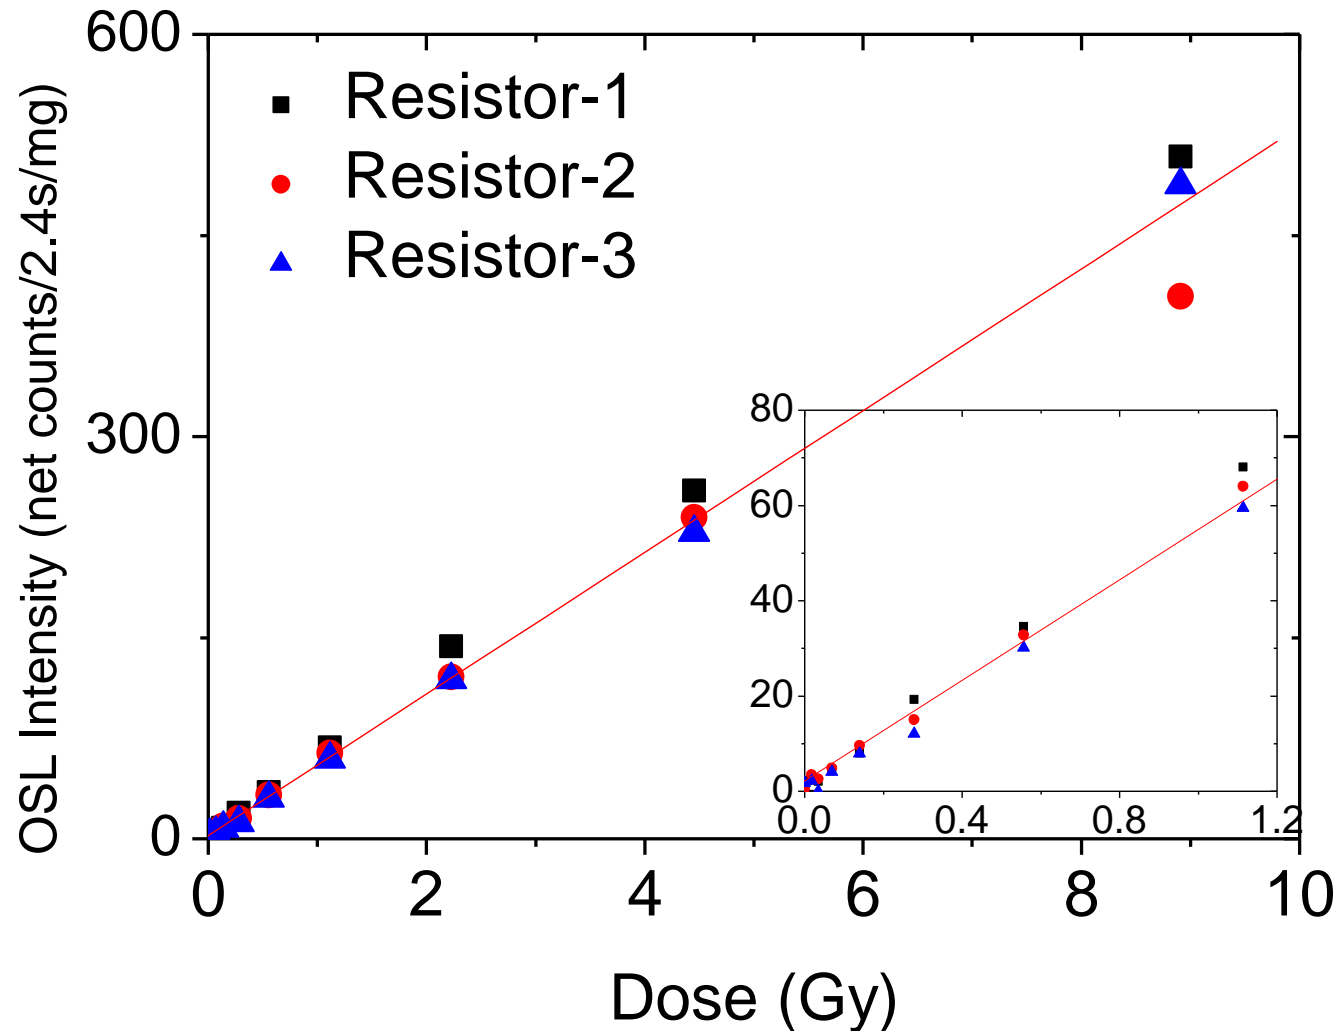 600
300
0
OSL Intensity (net counts/2.4s/mg)
Resistor-1
Resistor-2
Resistor-3
80
60
40
20
0
0.0 0.4 0.8 1.2
0 2 4 6 8 10
Dose (Gy)